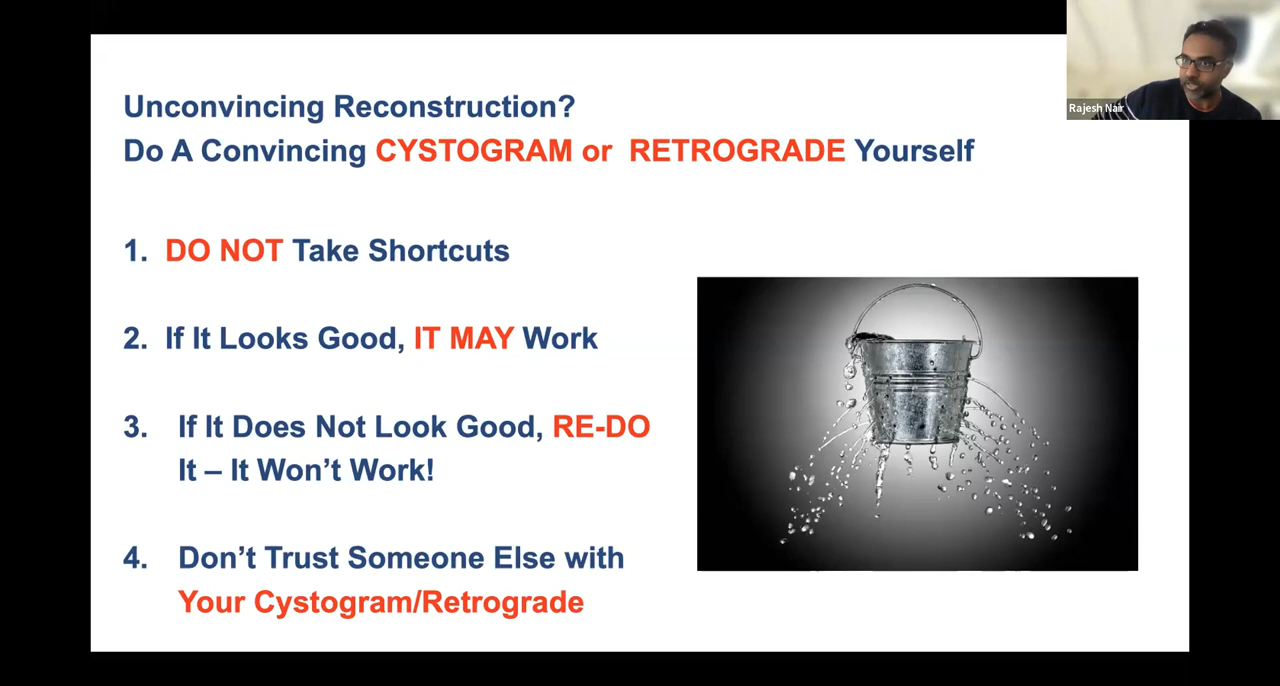 Rajesh Nair
Unconvincing Reconstruction?
Do A Convincing CYSTOGRAM or RETROGRADE Yourself
1. DO NOT Take Shortcuts
2. If It Looks Good, IT MAY Work
3. If It Does Not Look Good, RE-DO
It – It Won’t Work!
4. Don’t Trust Someone Else with
Your Cystogram/Retrograde